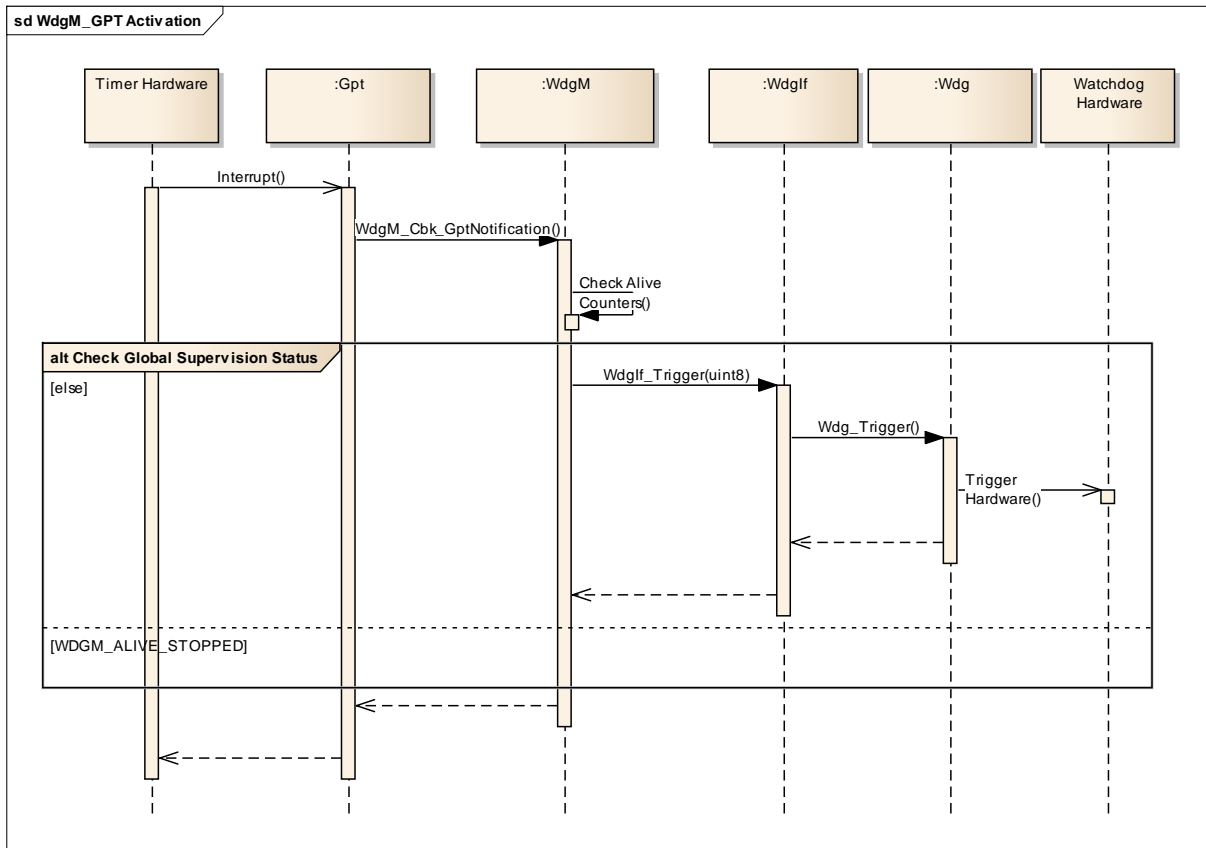 sd WdgM_GPT Activation
Timer Hardware
:Gpt
:WdgM
:WdgIf
:Wdg
Watchdog
Hardware
Interrupt()
WdgM_Cbk_GptNotification()
Check Alive
Counters()
alt Check Global Supervision Status
[else]
WdgIf_Trigger(uint8)
Wdg_Trigger()
Trigger
Hardware()
[WDGM_ALIVE_STOPPED]